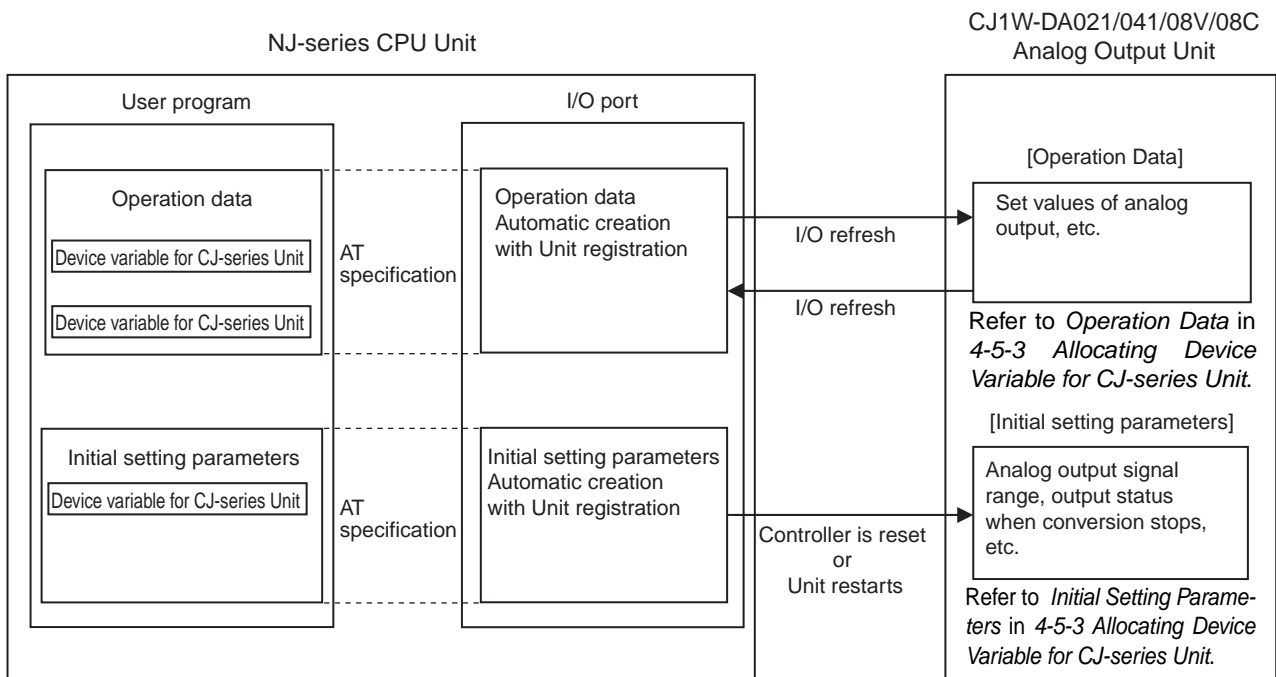 NJ-series CPU Unit
CJ1W-DA021/041/08V/08C
Analog Output Unit
User program
I/O port
Operation data
Device variable for CJ-series Unit
Device variable for CJ-series Unit
AT
specification
Operation data
Automatic creation
with Unit registration
I/O refresh
I/O refresh
[Operation Data]
Set values of analog
output, etc.
Refer to Operation Data in
4-5-3 Allocating Device
Variable for CJ-series Unit.
Initial setting parameters
Device variable for CJ-series Unit
AT
specification
Initial setting parameters
Automatic creation
with Unit registration
Controller is reset
or
Unit restarts
[Initial setting parameters]
Analog output signal
range, output status
when conversion stops,
etc.
Refer to Initial Setting Parame-
ters in 4-5-3 Allocating Device
Variable for CJ-series Unit.